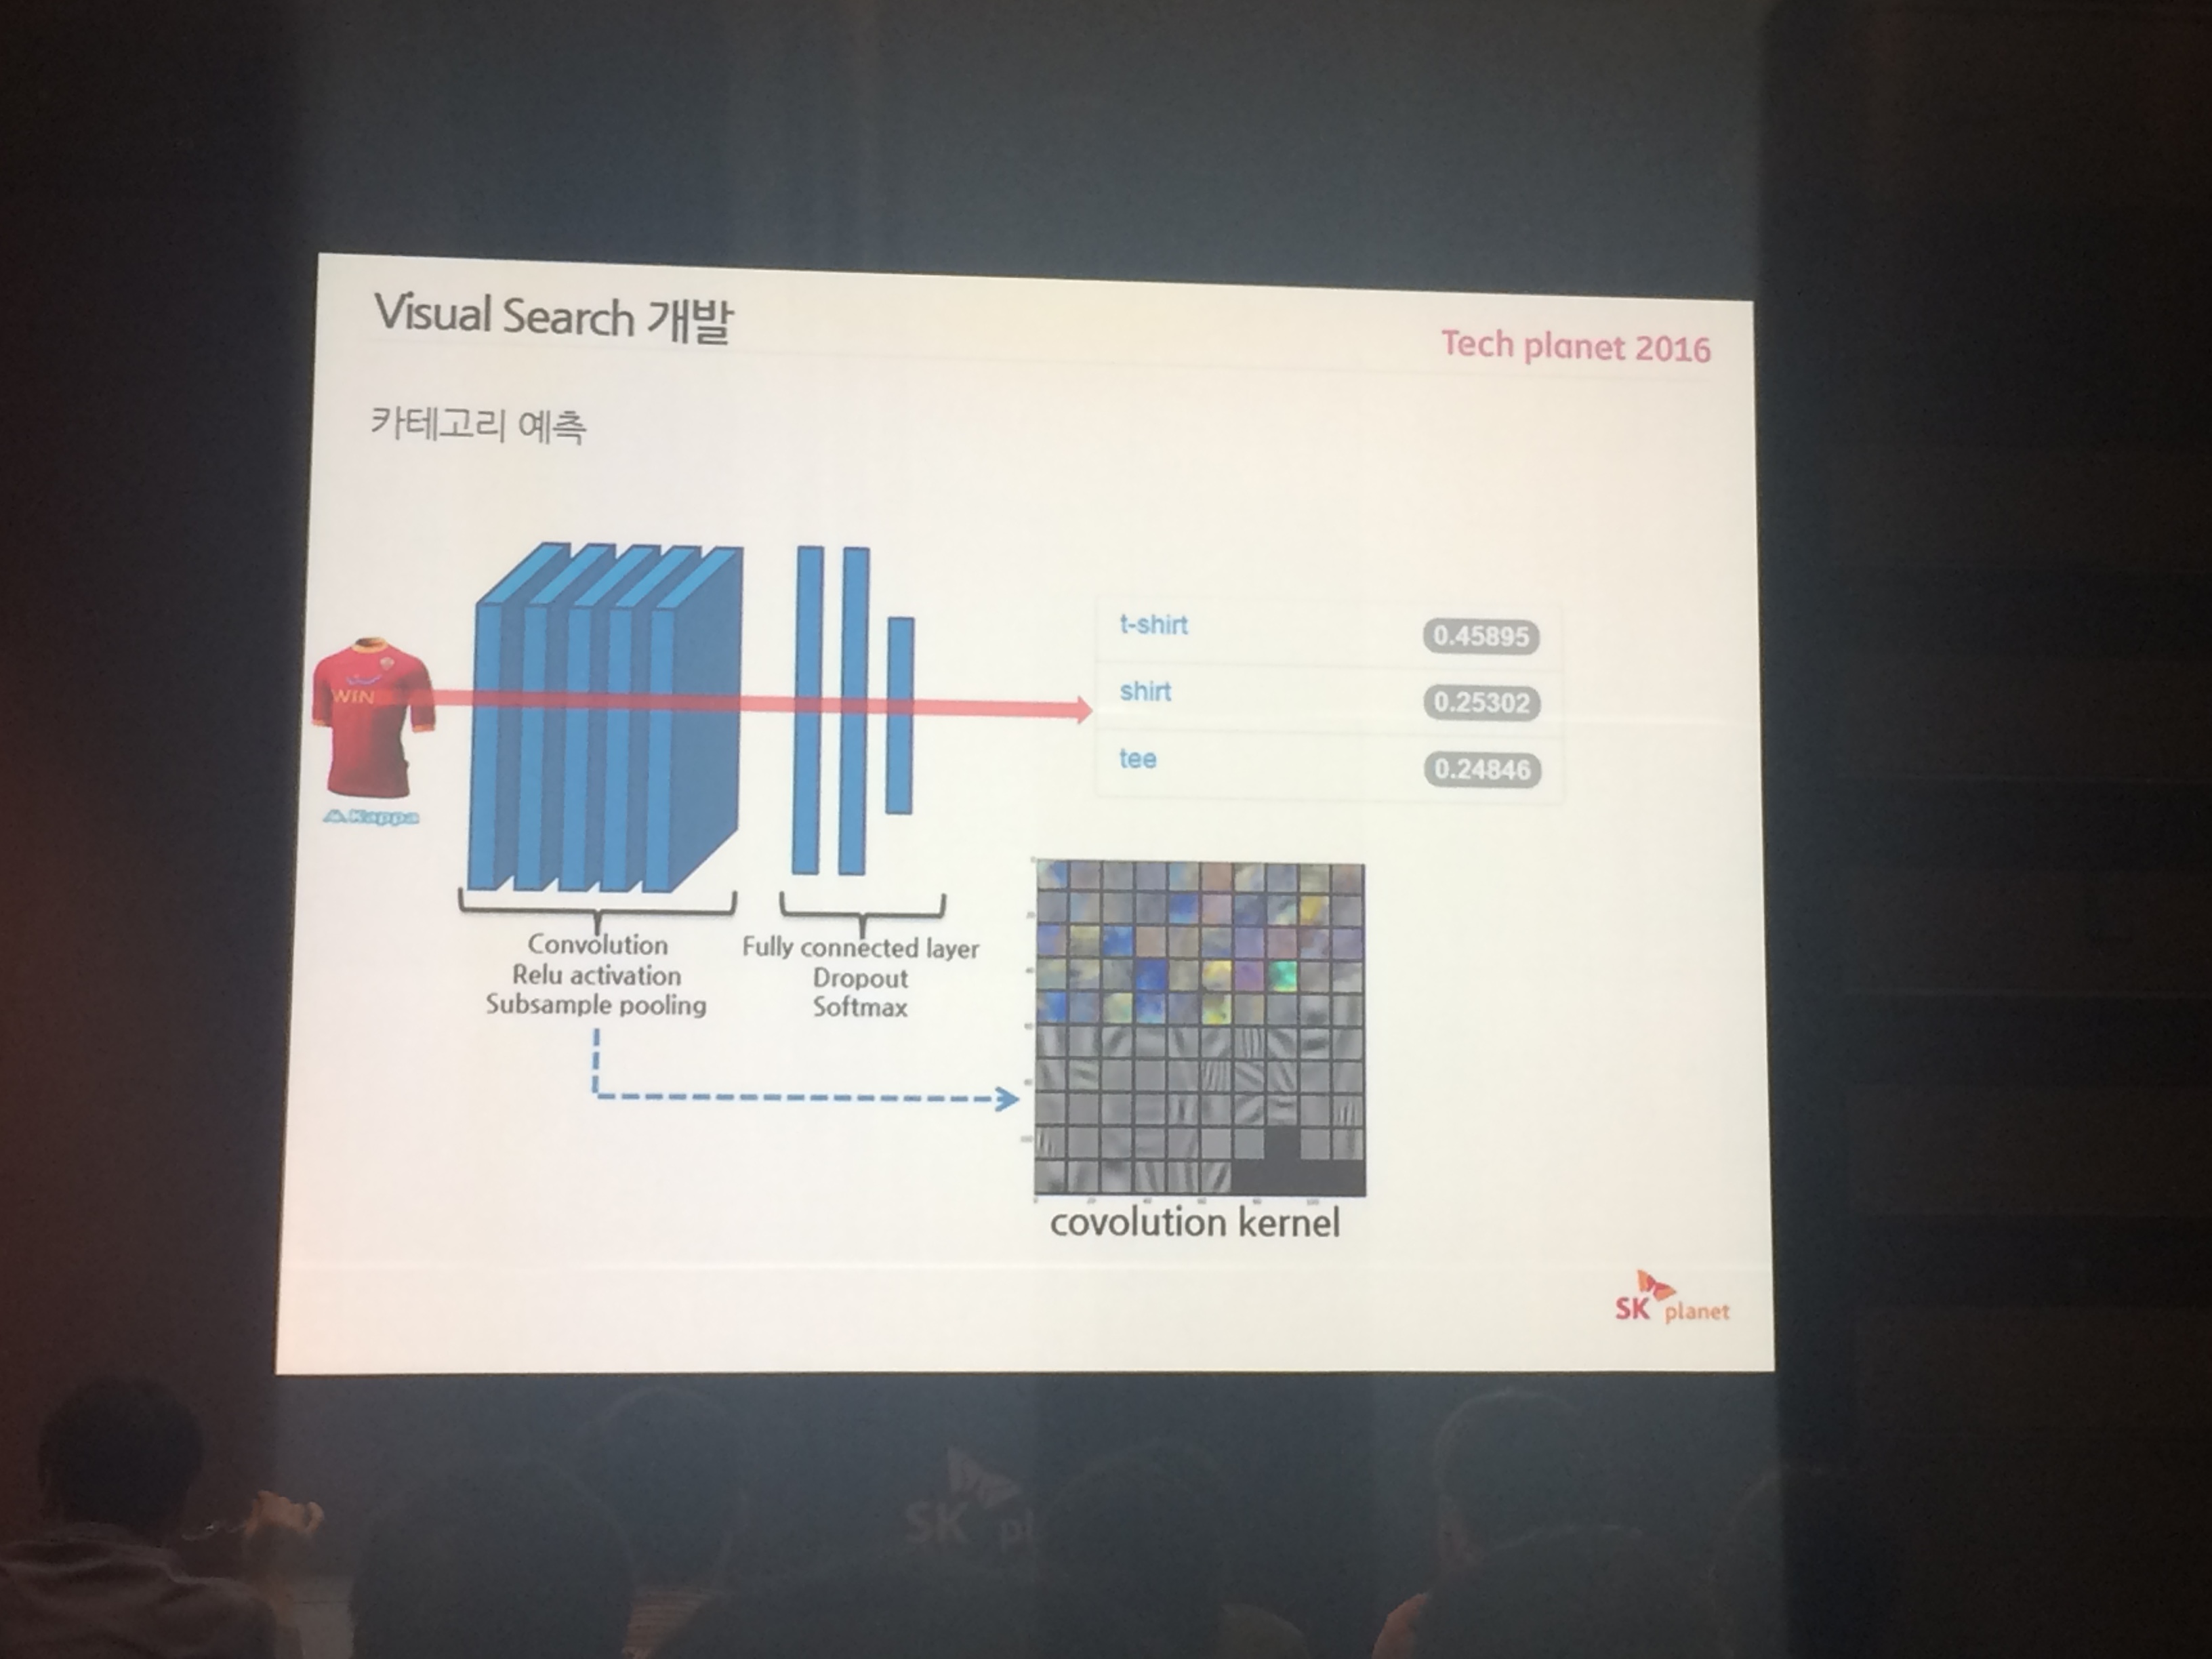 Visual Search 개발
Tech planet 2016
카테고리 예측
t-shirt
0.45895
shirt
0.25302
tee
0.24846
WIN
Kappa
Convolution
Relu activation
Subsample pooling
Fully connected layer
Dropout
Softmax
covolution kernel
SK planet
SK pl